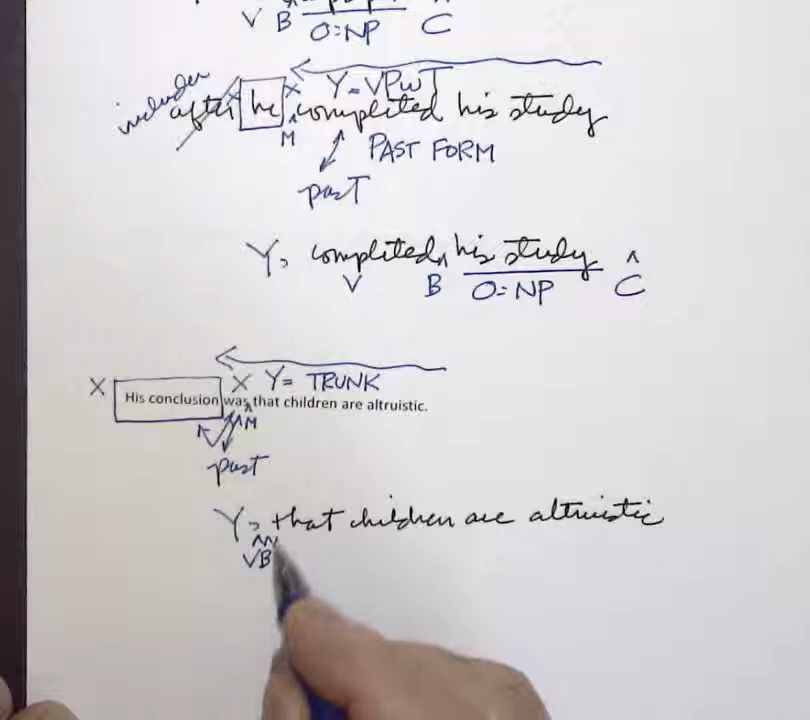 V B O=NP C
includer after he X completed his study
Y=VPwT
M
PAST FORM
past
Y= completed his study
V B O=NP C
X X Y= TRUNK
His conclusion was that children are altruistic.
M
past
Y= that children are altruistic
VB